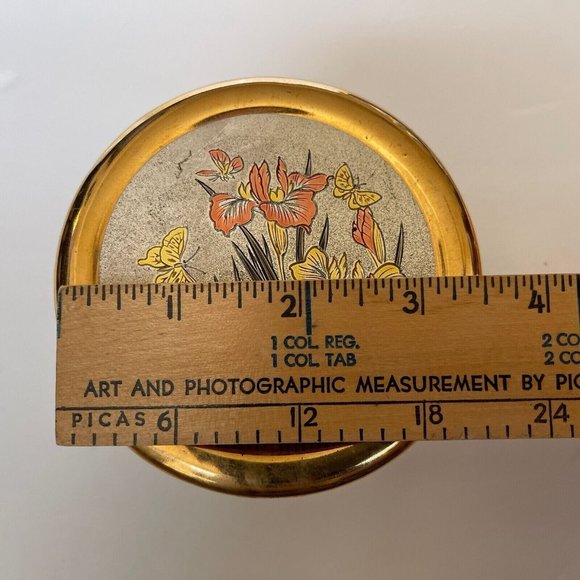 1 2 3 4
1 COL. REG. 2 CO
1 COL. TAB 2 CO
ART AND PHOTOGRAPHIC MEASUREMENT BY PIC
PICAS 6 12 18 24